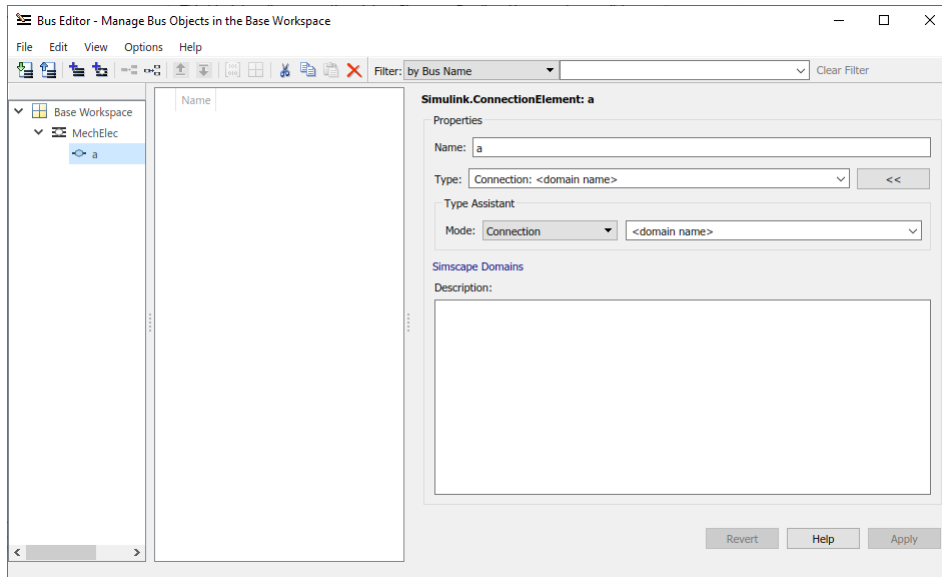 Bus Editor - Manage Bus Objects in the Base Workspace
File Edit View Options Help
Filter: by Bus Name Clear Filter
Base Workspace
MechElec
a
Name
Simulink.ConnectionElement: a
Properties
Name: a
Type: Connection: <domain name> <<
Type Assistant
Mode: Connection <domain name>
Simscape Domains
Description:
Revert Help Apply